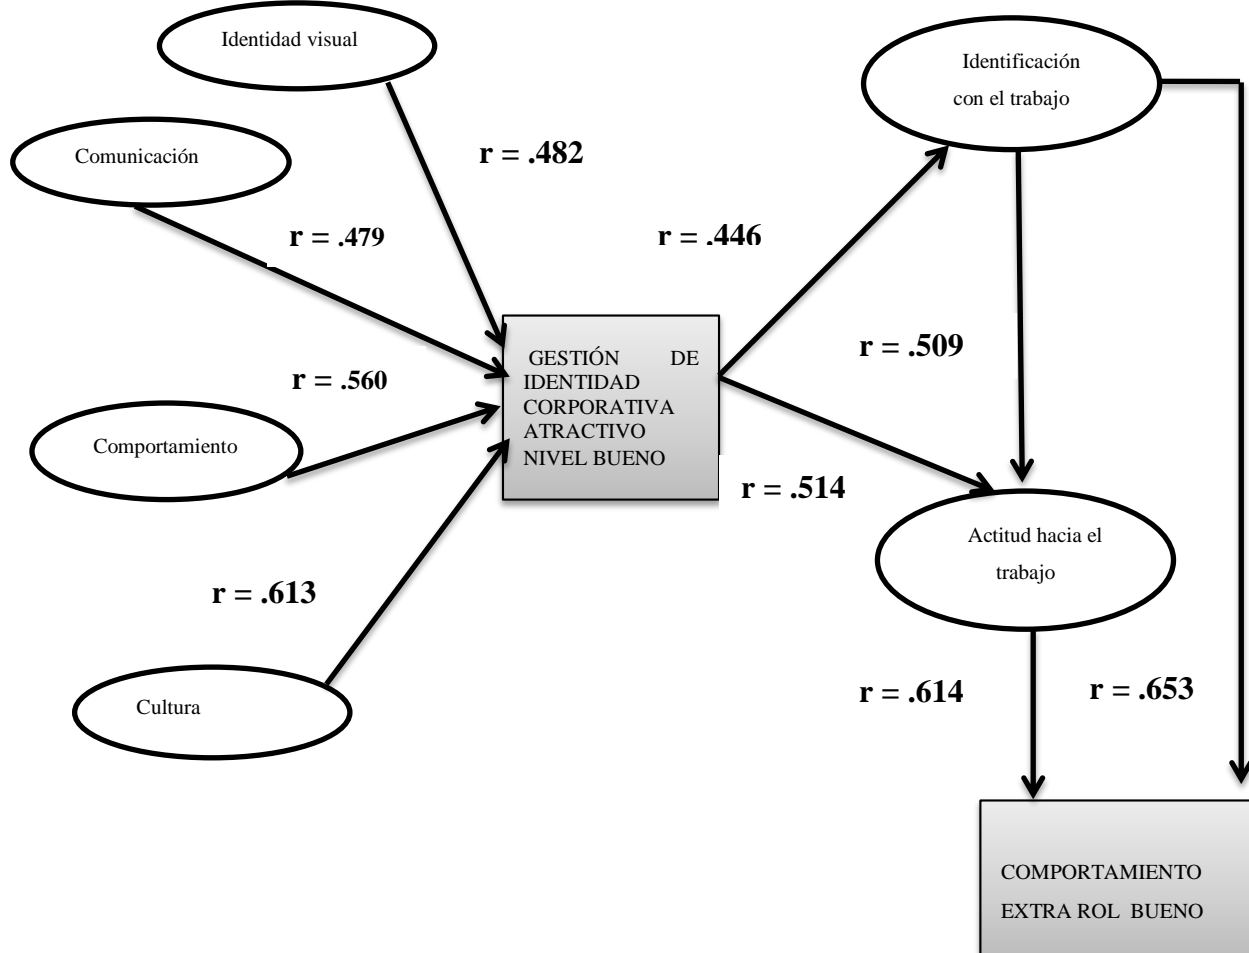 Identidad visual
Identificación
con el trabajo
Comunicación
r = .482
r = .479
r = .446
r = .509
GESTIÓN DE
IDENTIDAD
CORPORATIVA
ATRACTIVO
NIVEL BUENO
r = .560
Comportamiento
r = .514
Actitud hacia el
trabajo
r = .613
Cultura
r = .614
r = .653
COMPORTAMIENTO
EXTRA ROL BUENO